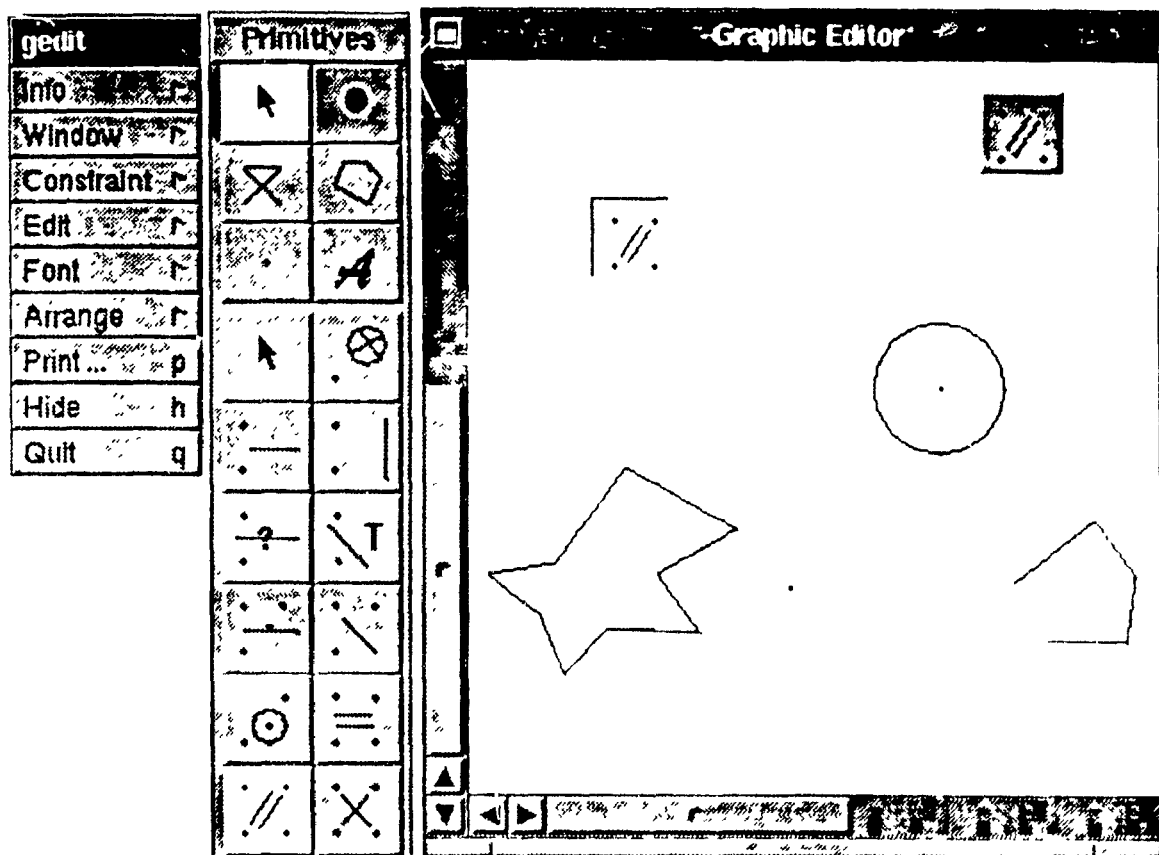 gedit
Info
Window
Constraint
Edit
Font
Arrange
Print ... p
Hide h
Quit q
Primitives
A
?
T
Graphic Editor